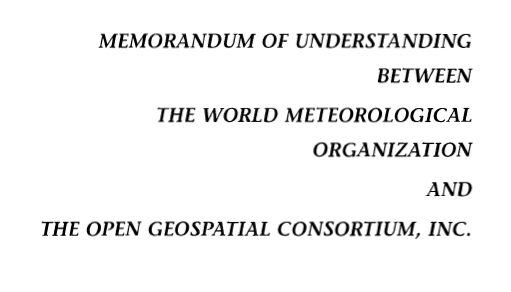 MEMORANDUM OF UNDERSTANDING
BETWEEN
THE WORLD METEOROLOGICAL
ORGANIZATION
AND
THE OPEN GEOSPATIAL CONSORTIUM, INC.